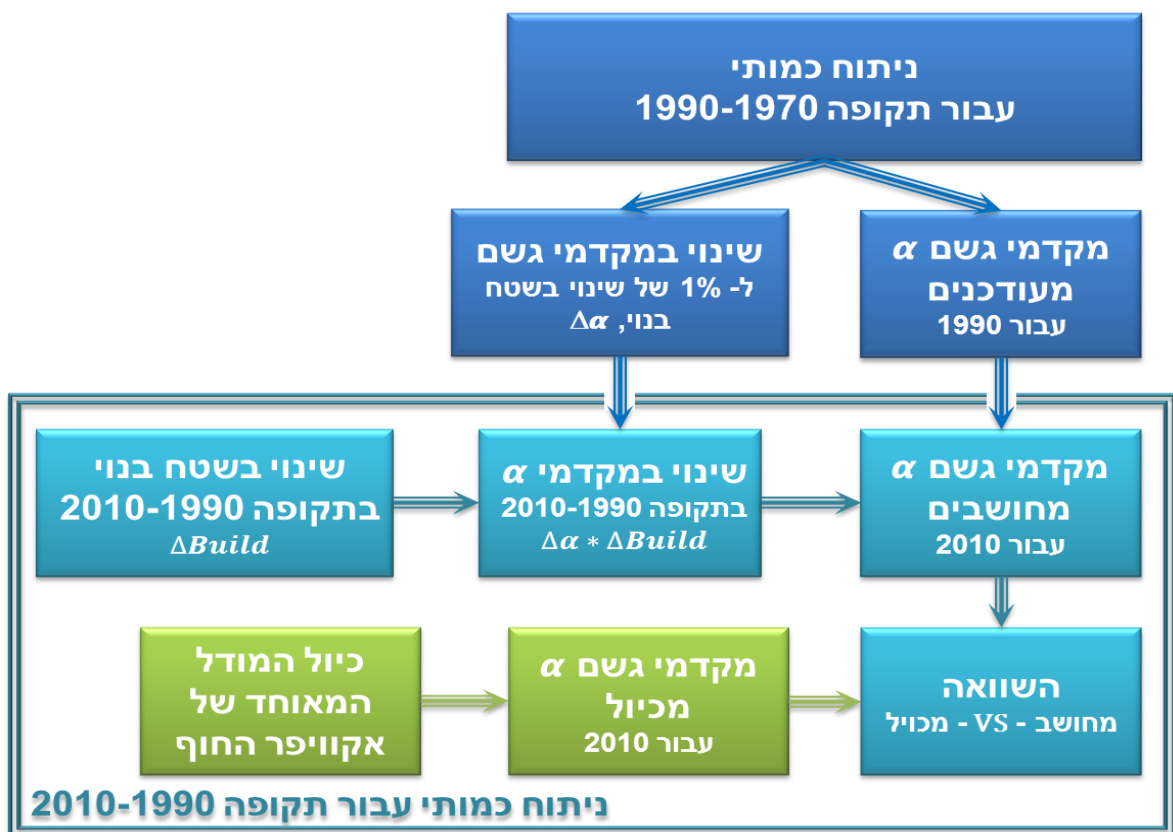 ניתוח כמותי
עבור תקופה 1990-1970
מקדמי גשם α
מעודכנים
עבור 1990
שינוי במקדמי גשם
ל- 1% של שינוי בשטח
בנוי, Δα
שינוי בשטח בנוי
בתקופה 2010-1990
ΔBuild
שינוי במקדמי α
בתקופה 2010-1990
Δα * ΔBuild
מקדמי גשם α
מחושבים
עבור 2010
כיול המודל
המאוחד של
אקוויפר החוף
מקדמי גשם α
מכיול
עבור 2010
השוואה
מחושב - VS - מכויל
ניתוח כמותי עבור תקופה 2010-1990